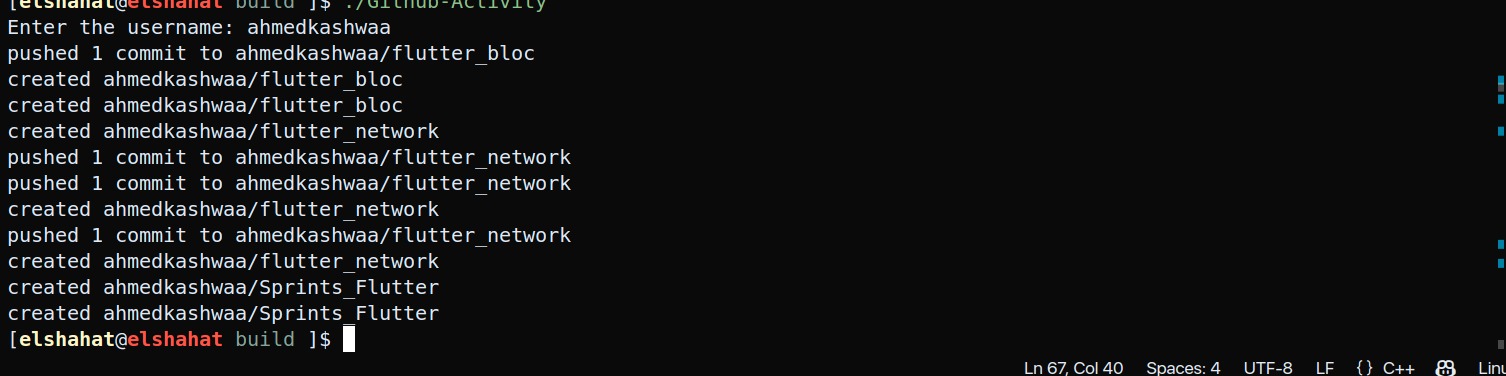 [elshahat@elshahat build ]$ ./Github-Activity
Enter the username: ahmedkashwaa
pushed 1 commit to ahmedkashwaa/flutter_bloc
created ahmedkashwaa/flutter_bloc
created ahmedkashwaa/flutter_bloc
created ahmedkashwaa/flutter_network
pushed 1 commit to ahmedkashwaa/flutter_network
pushed 1 commit to ahmedkashwaa/flutter_network
created ahmedkashwaa/flutter_network
pushed 1 commit to ahmedkashwaa/flutter_network
created ahmedkashwaa/flutter_network
created ahmedkashwaa/Sprints_Flutter
created ahmedkashwaa/Sprints_Flutter
[elshahat@elshahat build ]$
Ln 67, Col 40 Spaces: 4 UTF-8 LF {} C++ Linu